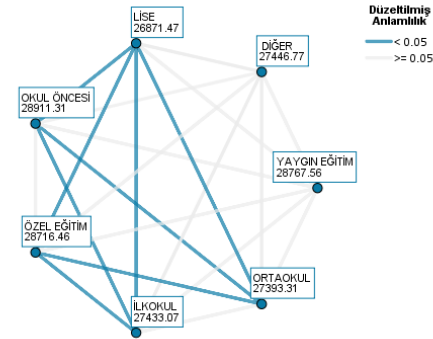 LİSE
26871.47
DİĞER
27446.77
OKUL ÖNCESİ
28911.31
YAYGIN EĞİTİM
28767.56
ÖZEL EĞİTİM
28716.46
ORTAOKUL
27393.31
İLKOKUL
27433.07
Düzeltilmiş
Anlamlılık
< 0.05
>= 0.05